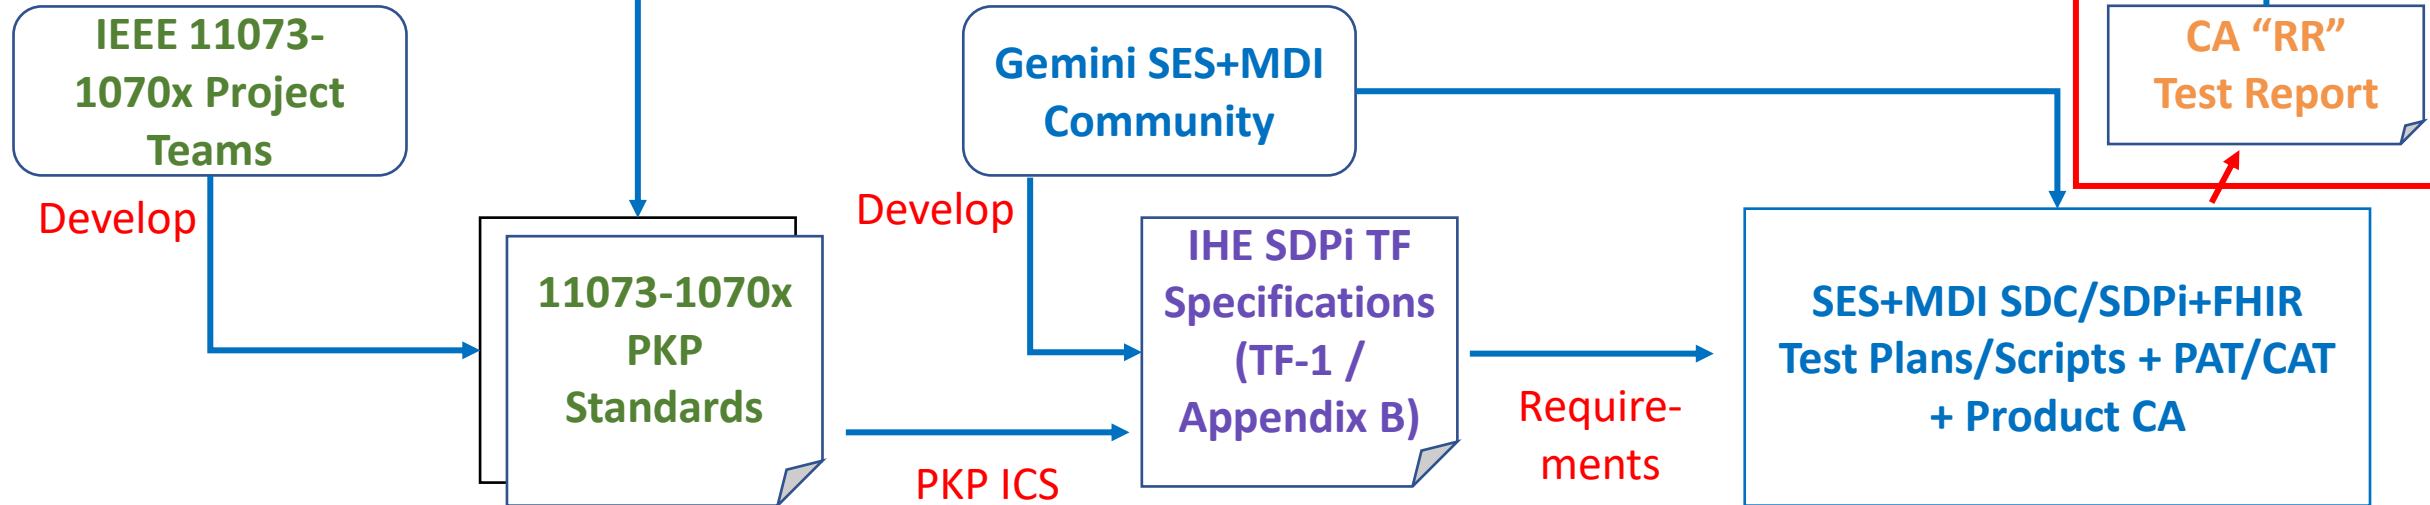 IEEE 11073-
1070x Project
Teams
Develop
11073-1070x
PKP
Standards
PKP ICS
Gemini SES+MDI
Community
Develop
IHE SDPi TF
Specifications
(TF-1 /
Appendix B)
Require-
ments
CA “RR”
Test Report
SES+MDI SDC/SDPi+FHIR
Test Plans/Scripts + PAT/CAT
+ Product CA